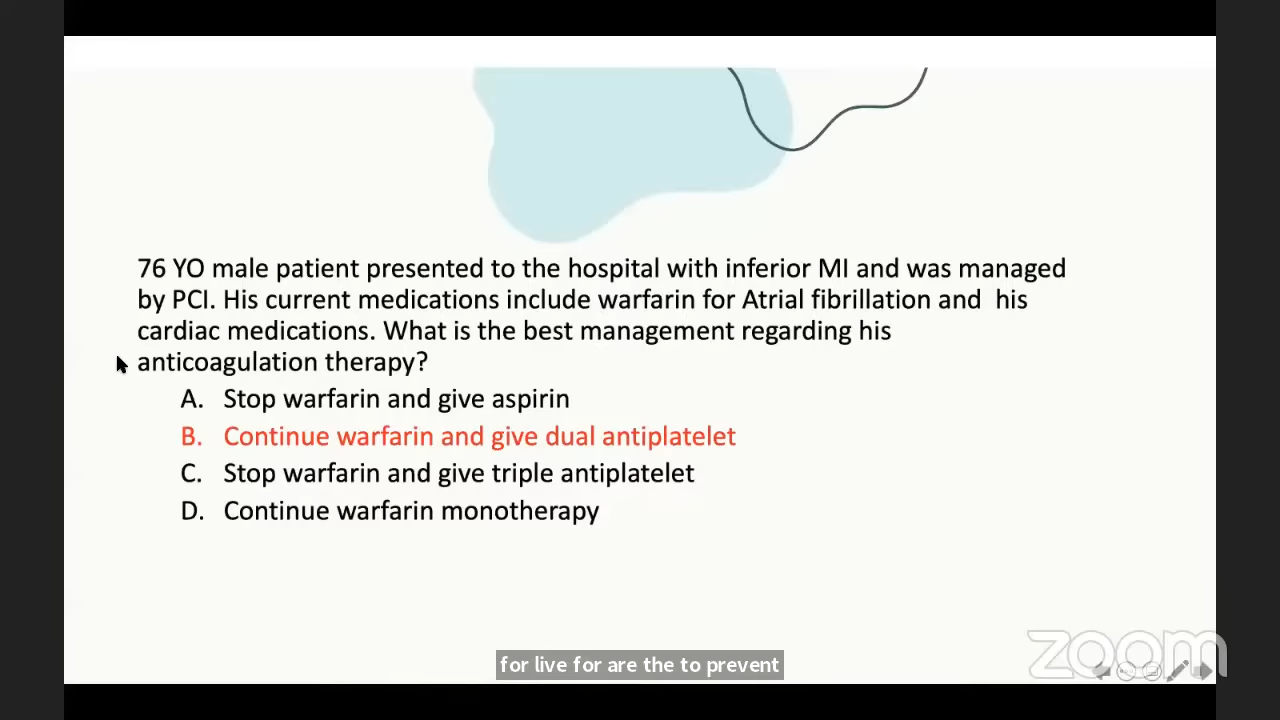 76 YO male patient presented to the hospital with inferior MI and was managed
by PCI. His current medications include warfarin for Atrial fibrillation and his
cardiac medications. What is the best management regarding his
anticoagulation therapy?
A. Stop warfarin and give aspirin
B. Continue warfarin and give dual antiplatelet
C. Stop warfarin and give triple antiplatelet
D. Continue warfarin monotherapy
for live for are the to prevent
zoom